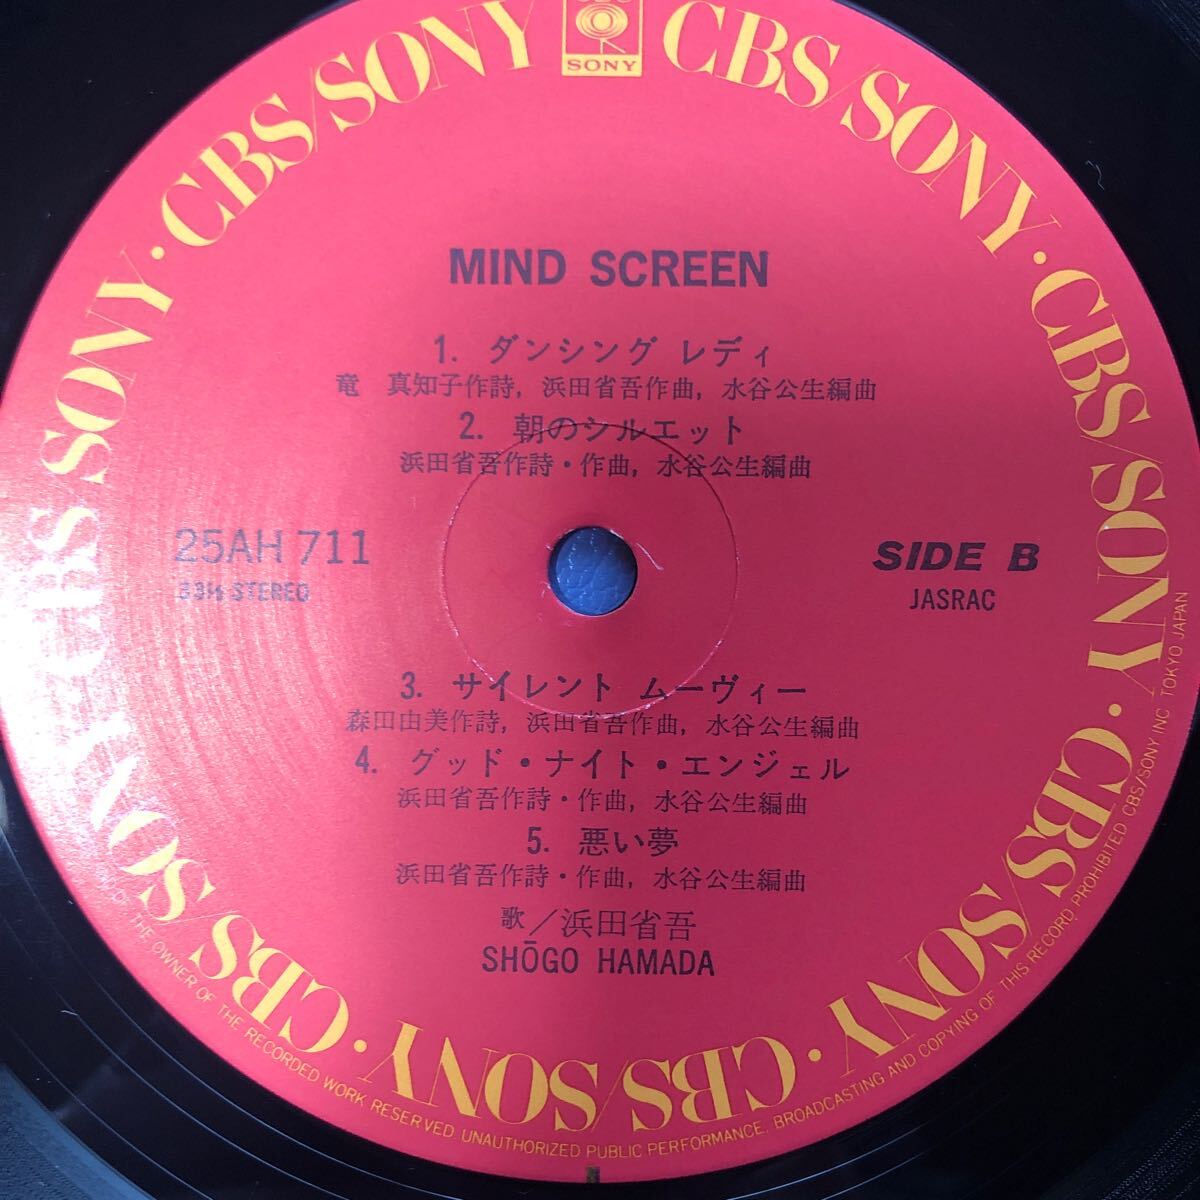 CBS/SONY · CBS/SONY · CBS/SONY · CBS/SONY · CBS/SONY · CBS/SONY · CBS/SONY
SONY
MIND SCREEN
1. ダンシング レディ
竜 真知子作詩, 浜田省吾作曲, 水谷公生編曲
2. 朝のシルエット
浜田省吾作詩・作曲, 水谷公生編曲
25AH 711
33⅓ STEREO
SIDE B
JASRAC
3. サイレント ムーヴィー
森田由美作詩, 浜田省吾作曲, 水谷公生編曲
4. グッド・ナイト・エンジェル
浜田省吾作詩・作曲, 水谷公生編曲
5. 悪い夢
浜田省吾作詩・作曲, 水谷公生編曲
歌／浜田省吾
SHŌGO HAMADA
THE OWNER OF THE RECORDED WORK RESERVED. UNAUTHORIZED PUBLIC PERFORMANCE, BROADCASTING AND COPYING OF THIS RECORD PROHIBITED. CBS/SONY INC. TOKYO JAPAN